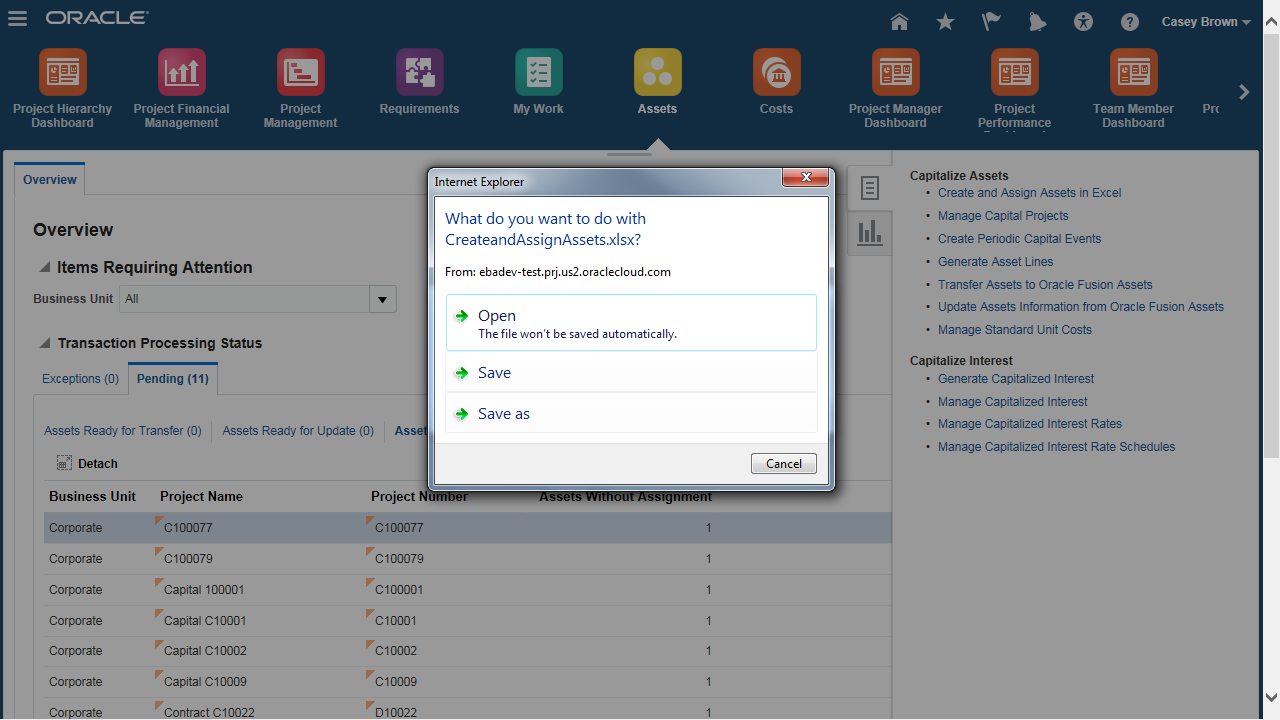 ORACLE
Casey Brown
Project Hierarchy
Dashboard
Project Financial
Management
Project
Management
Requirements
My Work
Assets
Costs
Project Manager
Dashboard
Project
Performance
Team Member
Dashboard
Overview
Overview
Items Requiring Attention
Business Unit All
Transaction Processing Status
Exceptions (0) Pending (11)
Assets Ready for Transfer (0) Assets Ready for Update (0) Asset
Detach
Business Unit Project Name Project Number Assets Without Assignment
Corporate C100077 C100077 1
Corporate C100079 C100079 1
Corporate Capital 100001 C100001 1
Corporate Capital C10001 C10001 1
Corporate Capital C10002 C10002 1
Corporate Capital C10009 C10009 1
Corporate Contract C10022 D10022 1
Internet Explorer
What do you want to do with
CreateandAssignAssets.xlsx?
From: ebadev-test.prj.us2.oraclecloud.com
Open
The file won't be saved automatically.
Save
Save as
Cancel
Capitalize Assets
• Create and Assign Assets in Excel
• Manage Capital Projects
• Create Periodic Capital Events
• Generate Asset Lines
• Transfer Assets to Oracle Fusion Assets
• Update Assets Information from Oracle Fusion Assets
• Manage Standard Unit Costs
Capitalize Interest
• Generate Capitalized Interest
• Manage Capitalized Interest
• Manage Capitalized Interest Rates
• Manage Capitalized Interest Rate Schedules